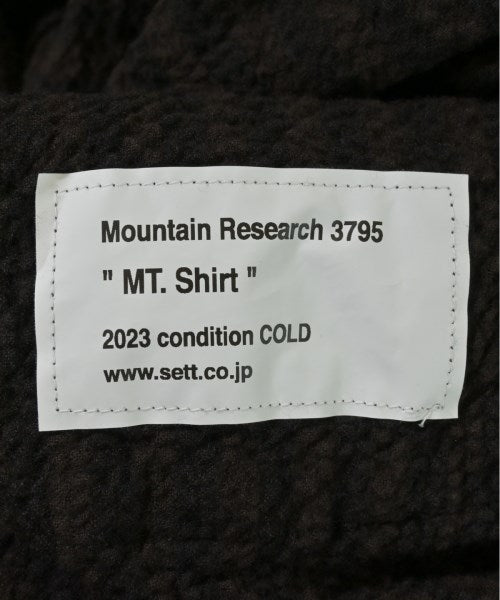 Mountain Research 3795
" MT. Shirt "
2023 condition COLD
www.sett.co.jp